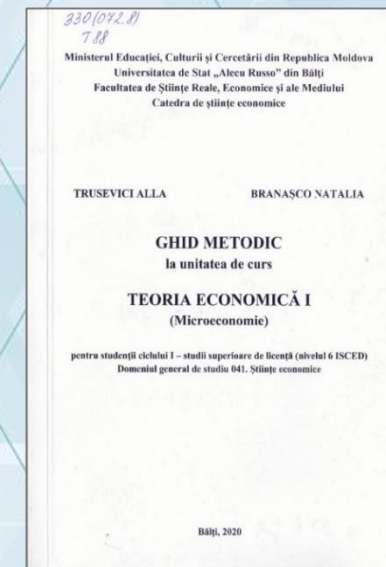 330(072.8)
T88
Ministerul Educației, Culturii și Cercetării din Republica Moldova
Universitatea de Stat „Alecu Russo” din Bălți
Facultatea de Științe Reale, Economice și ale Mediului
Catedra de științe economice
TRUSEVICI ALLA BRANAȘCO NATALIA
GHID METODIC
la unitatea de curs
TEORIA ECONOMICĂ I
(Microeconomie)
pentru studenții ciclului I – studii superioare de licență (nivelul 6 ISCED)
Domeniul general de studiu 041. Științe economice
Bălți, 2020